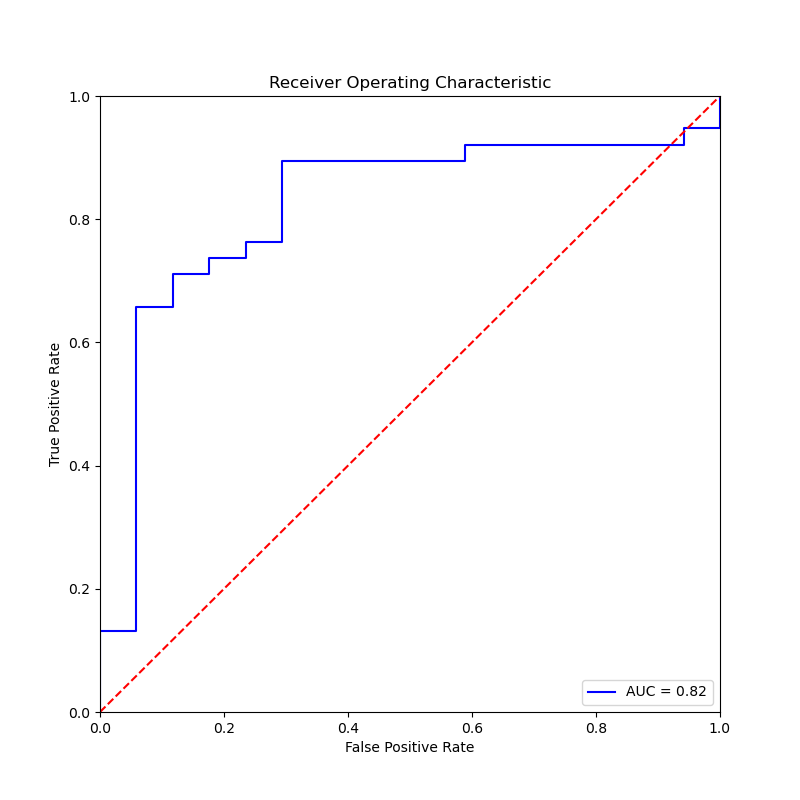 Receiver Operating Characteristic
1.0
0.8
0.6
0.4
0.2
0.0
True Positive Rate
AUC = 0.82
0.0 0.2 0.4 0.6 0.8 1.0
False Positive Rate